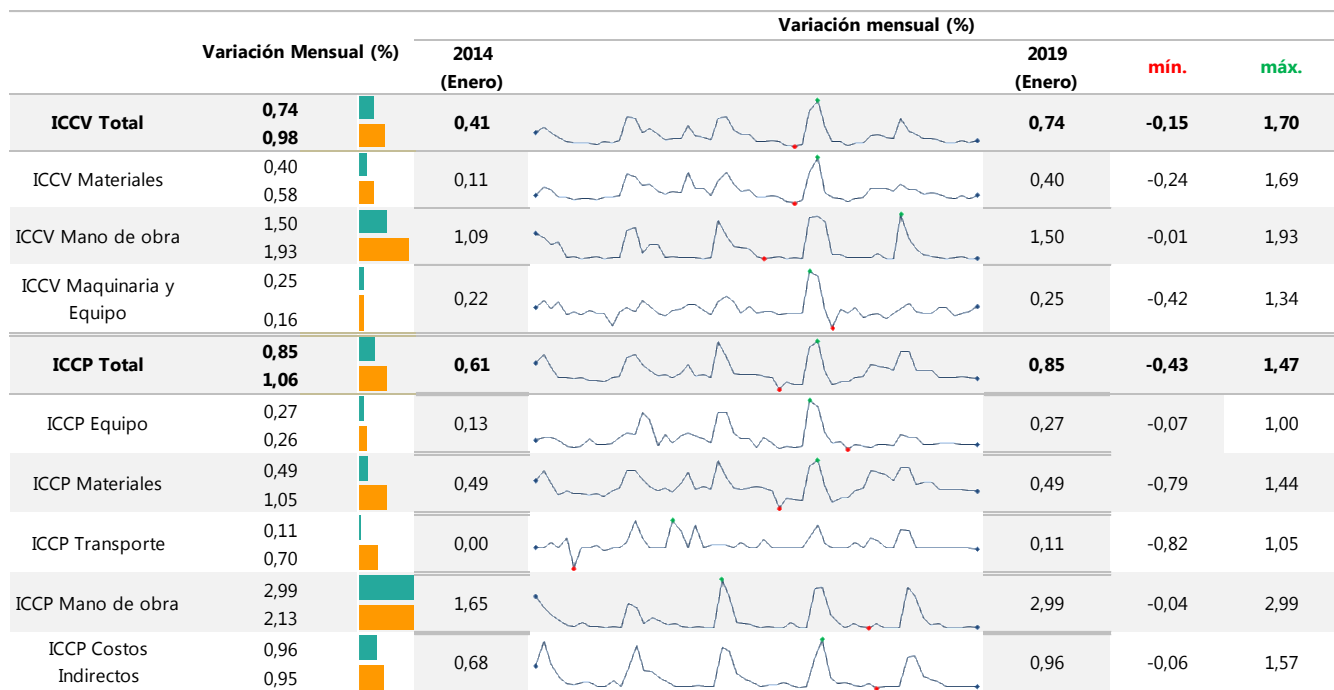 Variación mensual (%)
Variación Mensual (%) 2014 (Enero) 2019 (Enero) mín. máx.
ICCV Total 0,74 0,98 0,41 0,74 -0,15 1,70
ICCV Materiales 0,40 0,58 0,11 0,40 -0,24 1,69
ICCV Mano de obra 1,50 1,93 1,09 1,50 -0,01 1,93
ICCV Maquinaria y Equipo 0,25 0,16 0,22 0,25 -0,42 1,34
ICCP Total 0,85 1,06 0,61 0,85 -0,43 1,47
ICCP Equipo 0,27 0,26 0,13 0,27 -0,07 1,00
ICCP Materiales 0,49 1,05 0,49 0,49 -0,79 1,44
ICCP Transporte 0,11 0,70 0,00 0,11 -0,82 1,05
ICCP Mano de obra 2,99 2,13 1,65 2,99 -0,04 2,99
ICCP Costos Indirectos 0,96 0,95 0,68 0,96 -0,06 1,57